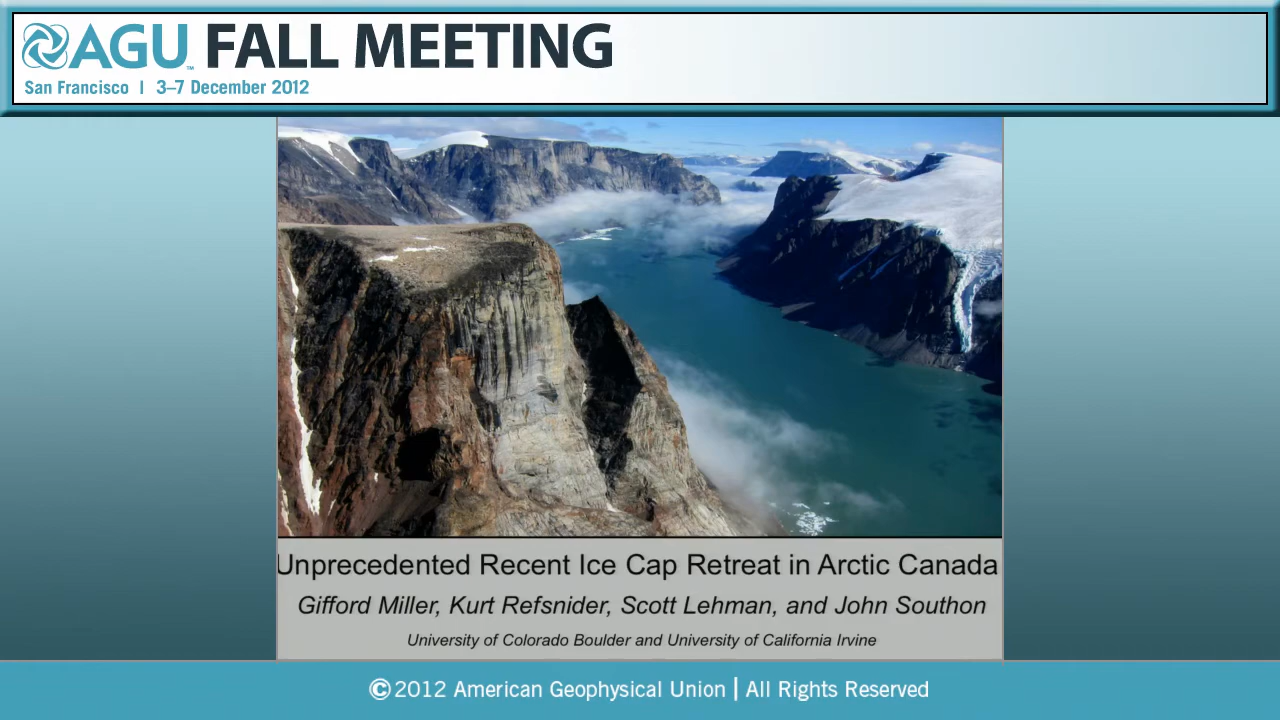 AGU™ FALL MEETING
San Francisco | 3–7 December 2012
Unprecedented Recent Ice Cap Retreat in Arctic Canada
Gifford Miller, Kurt Refsnider, Scott Lehman, and John Southon
University of Colorado Boulder and University of California Irvine
©2012 American Geophysical Union | All Rights Reserved